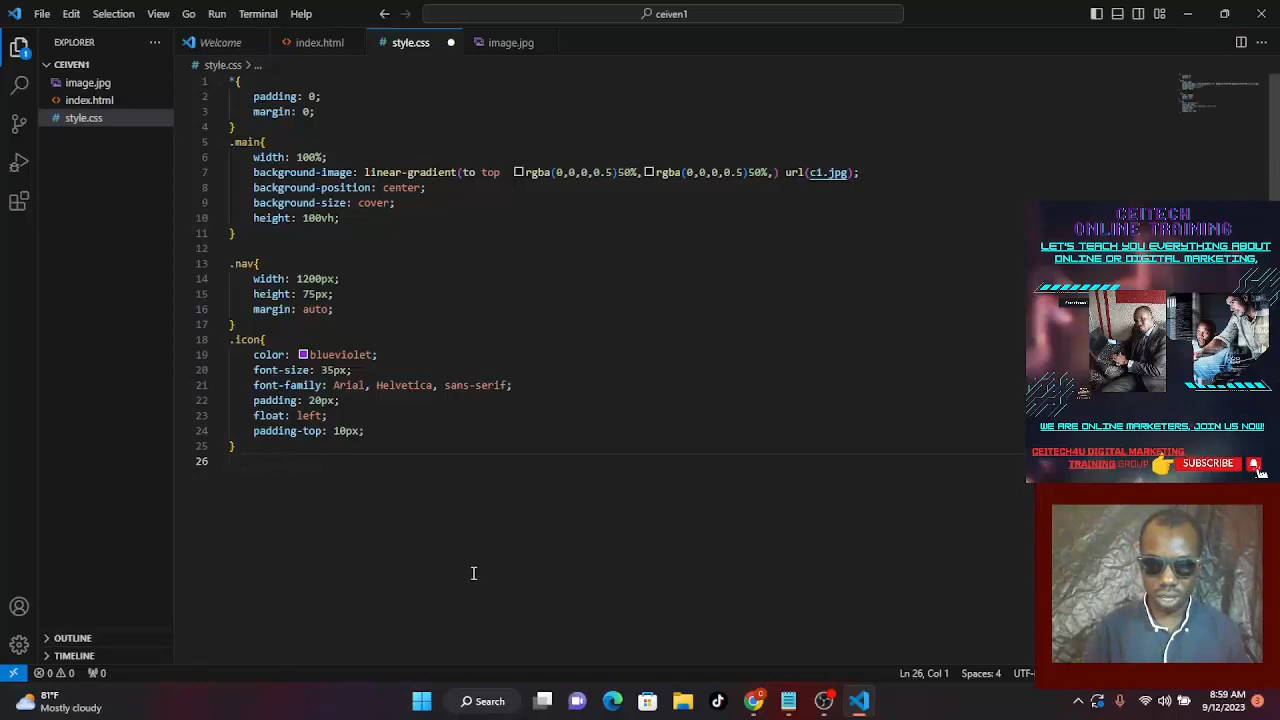 File Edit Selection View Go Run Terminal Help
ceiven1
EXPLORER
Welcome
index.html
style.css
image.jpg
1
CEIVEN1
image.jpg
index.html
style.css
style.css > ...
1 *{
2 padding: 0;
3 margin: 0;
4 }
5 .main{
6 width: 100%;
7 background-image: linear-gradient(to top rgba(0,0,0,0.5)50%,rgba(0,0,0,0.5)50%,) url(c1.jpg);
8 background-position: center;
9 background-size: cover;
10 height: 100vh;
11 }
12
13 .nav{
14 width: 1200px;
15 height: 75px;
16 margin: auto;
17 }
18 .icon{
19 color: blueviolet;
20 font-size: 35px;
21 font-family: Arial, Helvetica, sans-serif;
22 padding: 20px;
23 float: left;
24 padding-top: 10px;
25 }
26
CEITECH
ONLINE TRAINING
LET'S TEACH YOU EVERYTHING ABOUT
ONLINE OR DIGITAL MARKETING,
WE ARE ONLINE MARKETERS, JOIN US NOW!
CEITECH4U DIGITAL MARKETING
TRAINING GROUP
SUBSCRIBE
OUTLINE
TIMELINE
0 0 0
Ln 26, Col 1 Spaces: 4 UTF-
81°F
Mostly cloudy
Search
8:59 AM
9/12/2023
3